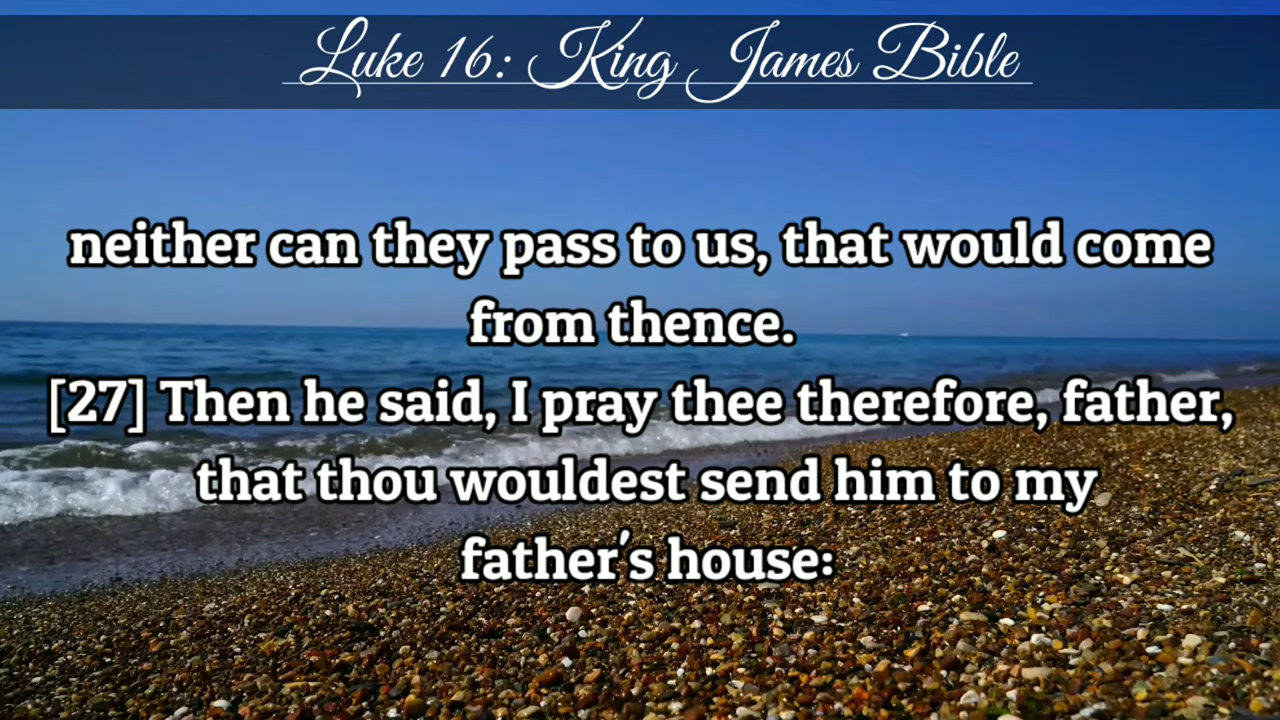 Luke 16: King James Bible
neither can they pass to us, that would come
from thence.
[27] Then he said, I pray thee therefore, father,
that thou wouldest send him to my
father's house: